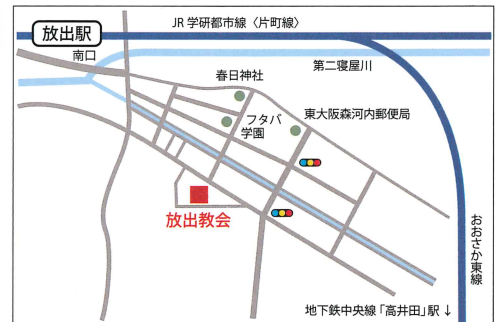 JR 学研都市線〈片町線〉
放出駅
南口
第二寝屋川
春日神社
フタバ
学園
東大阪森河内郵便局
放出教会
おおさか東線
地下鉄中央線「高井田」駅 ↓